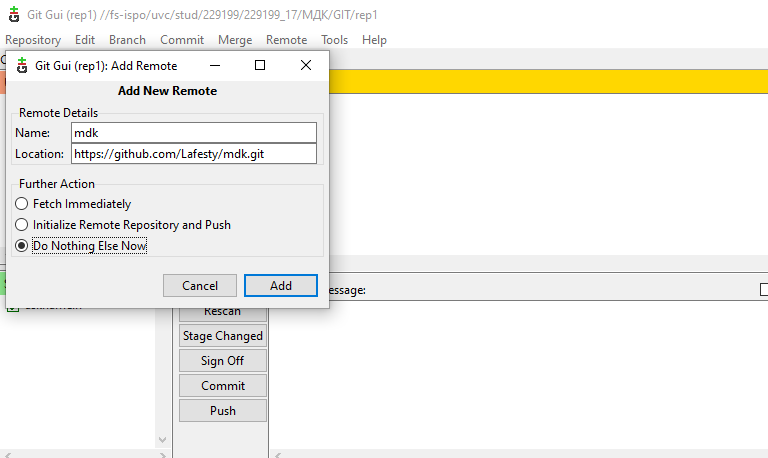 Git Gui (rep1) //fs-ispo/uvc/stud/229199/229199_17/МДК/GIT/rep1
Repository Edit Branch Commit Merge Remote Tools Help
Git Gui (rep1): Add Remote
Add New Remote
Remote Details
Name: mdk
Location: https://github.com/Lafesty/mdk.git
Further Action
Fetch Immediately
Initialize Remote Repository and Push
Do Nothing Else Now
Cancel Add
essage:
Rescan
Stage Changed
Sign Off
Commit
Push